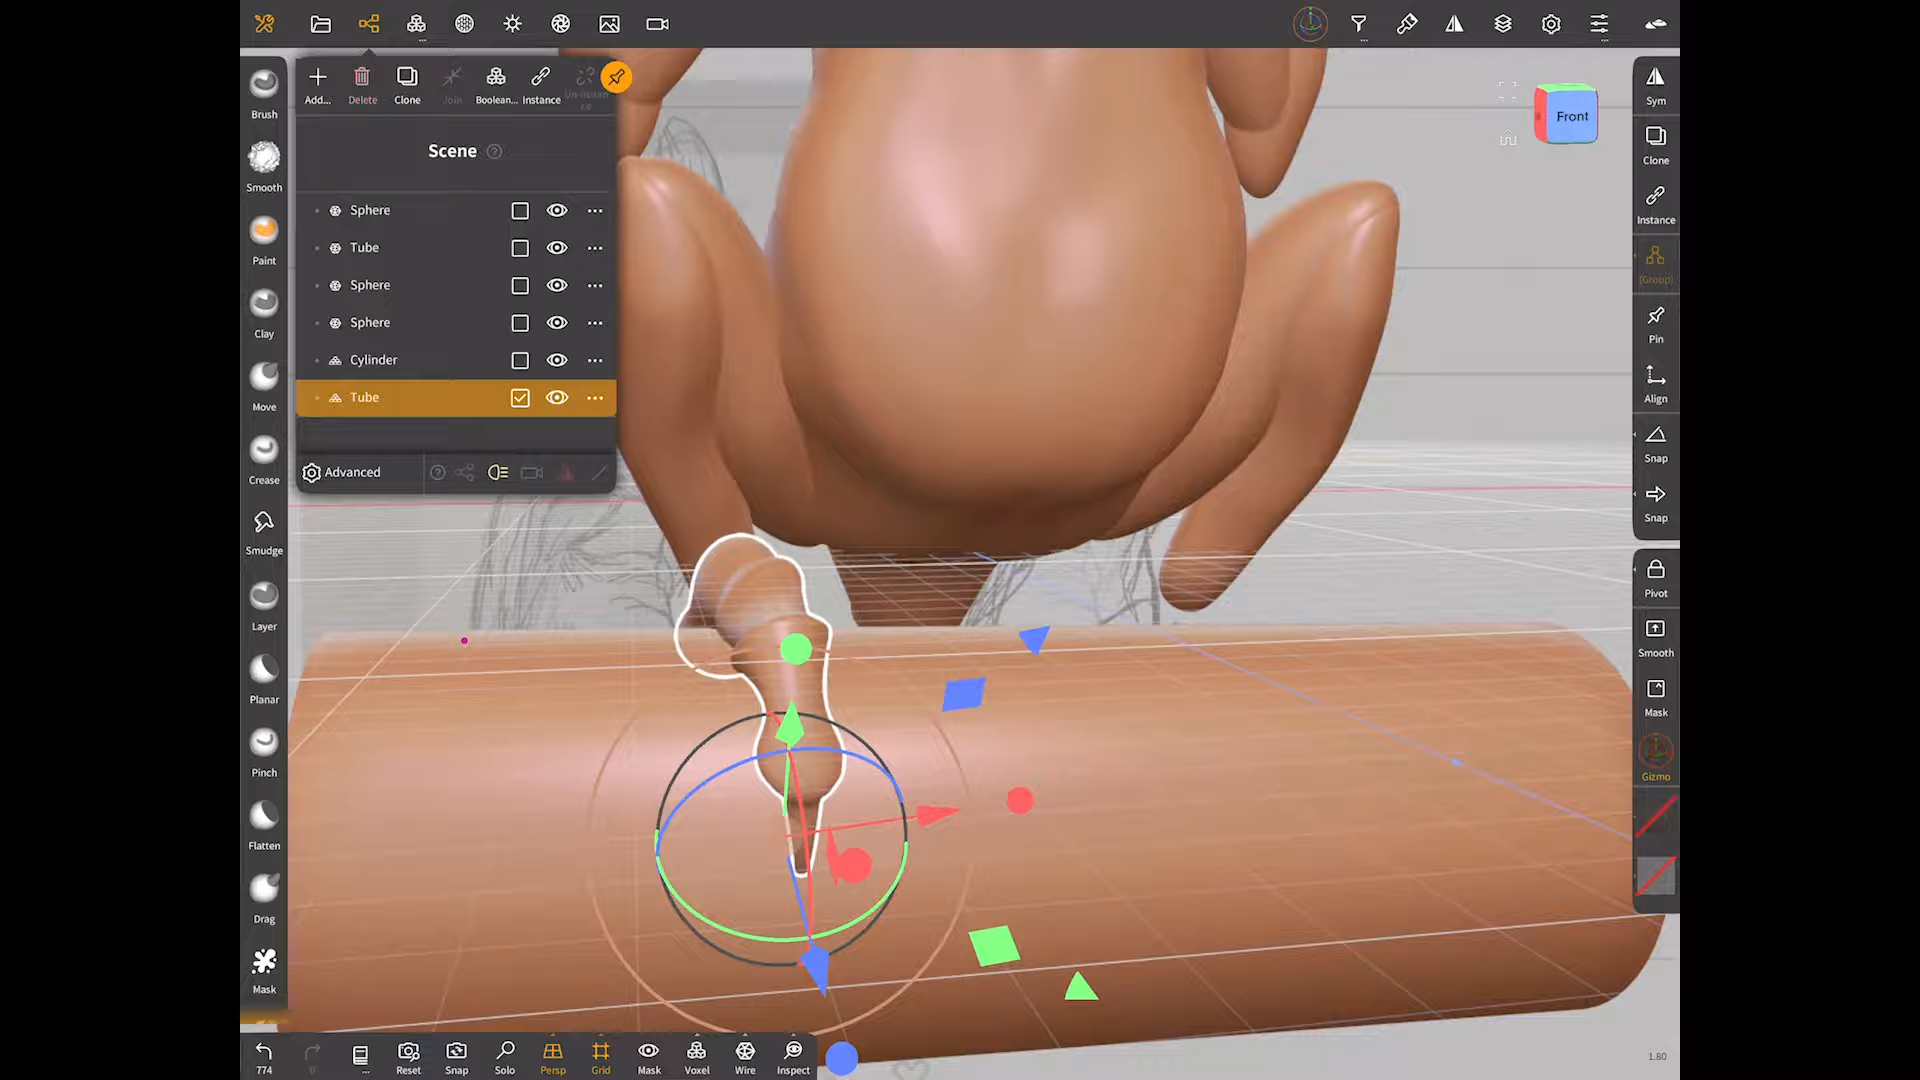 Add...
Delete
Clone
Join
Boolean...
Instance
Scene
Sphere
Tube
Sphere
Sphere
Cylinder
Tube
Advanced
Brush
Smooth
Paint
Clay
Move
Crease
Smudge
Layer
Planar
Pinch
Flatten
Drag
Mask
Front
Sym
Clone
Instance
(Group)
Pin
Align
Snap
Snap
Pivot
Smooth
Mask
Gizmo
774
0
Reset
Snap
Solo
Persp
Grid
Mask
Voxel
Wire
Inspect
1.80